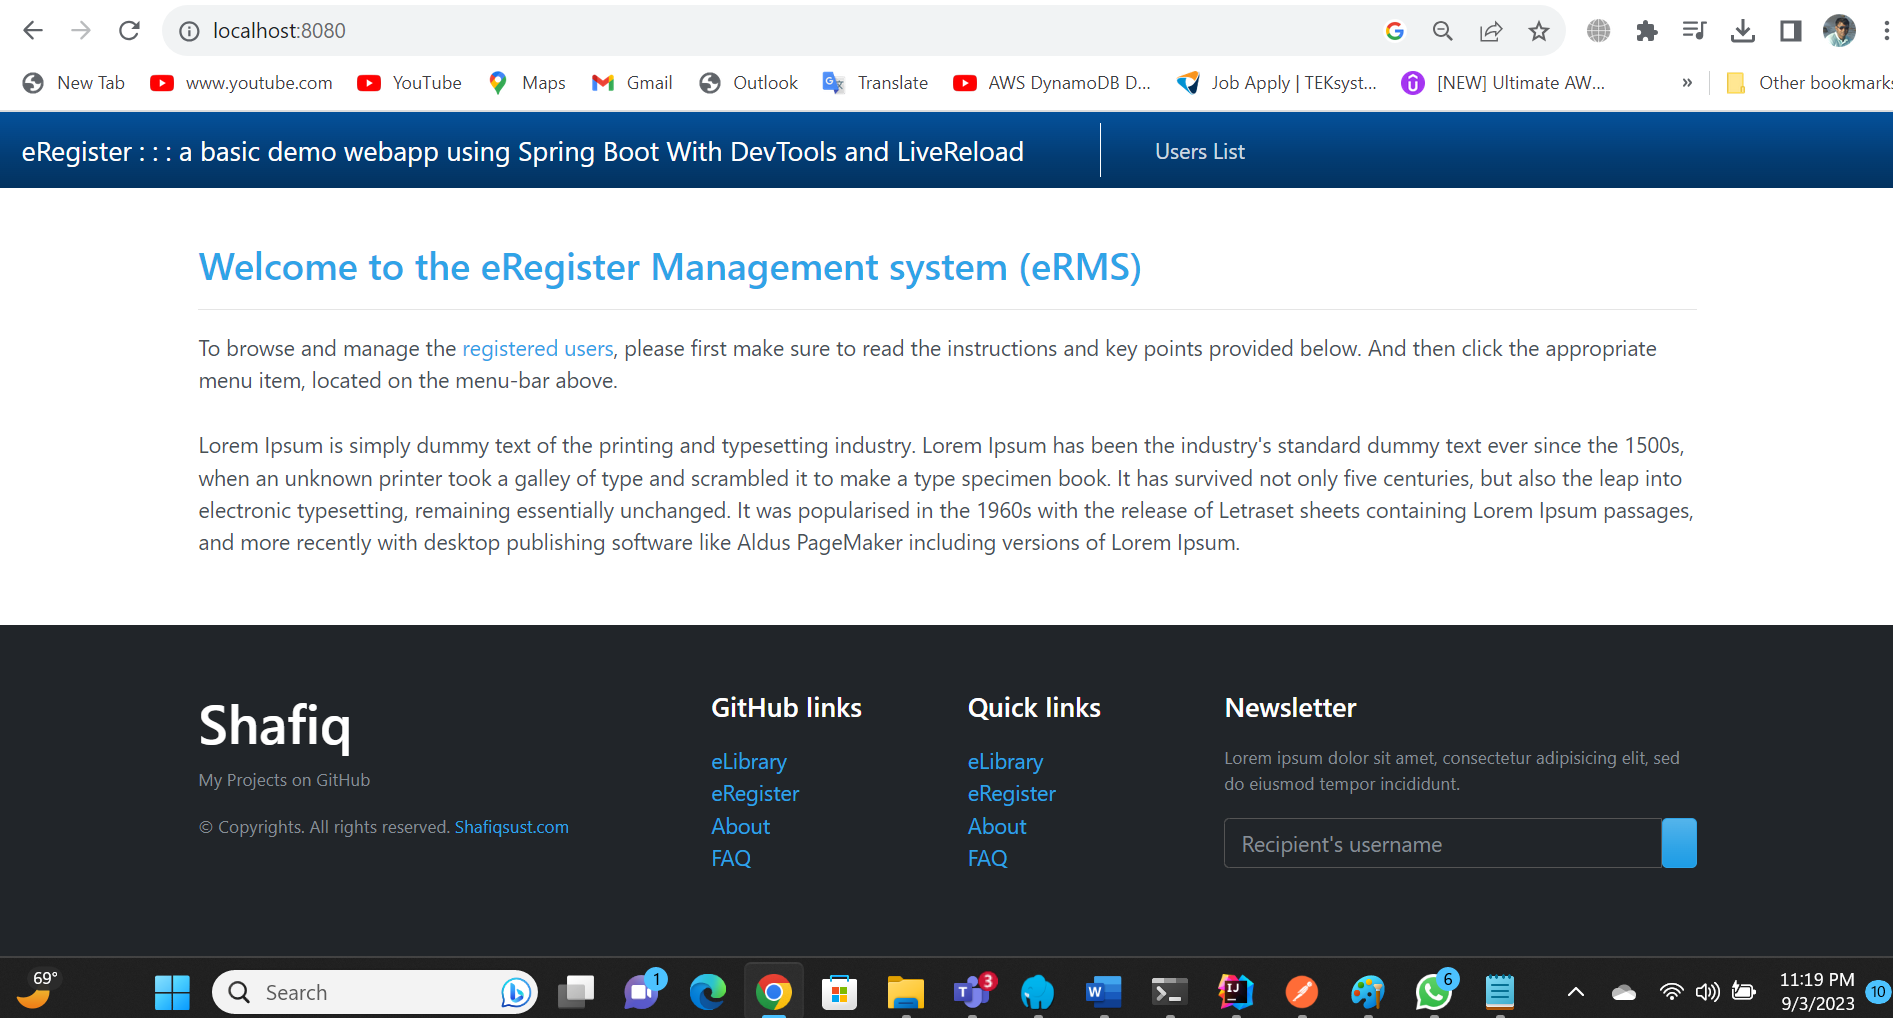 localhost:8080
New Tab
www.youtube.com
YouTube
Maps
Gmail
Outlook
Translate
AWS DynamoDB D...
Job Apply | TEKsyst...
[NEW] Ultimate AW...
»
Other bookmarks
eRegister : : : a basic demo webapp using Spring Boot With DevTools and LiveReload
Users List
Welcome to the eRegister Management system (eRMS)
To browse and manage the registered users, please first make sure to read the instructions and key points provided below. And then click the appropriate
menu item, located on the menu-bar above.
Lorem Ipsum is simply dummy text of the printing and typesetting industry. Lorem Ipsum has been the industry's standard dummy text ever since the 1500s,
when an unknown printer took a galley of type and scrambled it to make a type specimen book. It has survived not only five centuries, but also the leap into
electronic typesetting, remaining essentially unchanged. It was popularised in the 1960s with the release of Letraset sheets containing Lorem Ipsum passages,
and more recently with desktop publishing software like Aldus PageMaker including versions of Lorem Ipsum.
Shafiq
My Projects on GitHub
© Copyrights. All rights reserved. Shafiqsust.com
GitHub links
eLibrary
eRegister
About
FAQ
Quick links
eLibrary
eRegister
About
FAQ
Newsletter
Lorem ipsum dolor sit amet, consectetur adipisicing elit, sed
do eiusmod tempor incididunt.
Recipient's username
69°
Search
1
3
6
11:19 PM
9/3/2023
10